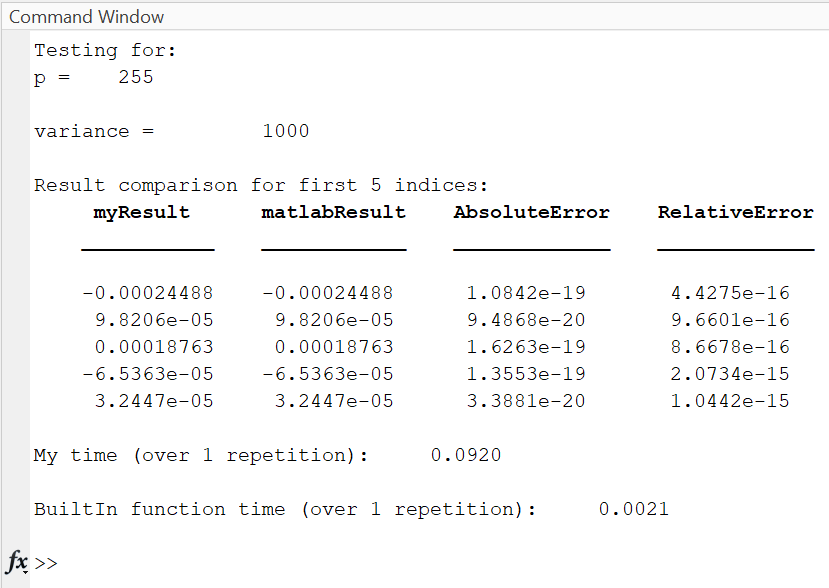 Command Window
Testing for:
p = 255
variance = 1000
Result comparison for first 5 indices:
myResult matlabResult AbsoluteError RelativeError
-0.00024488 -0.00024488 1.0842e-19 4.4275e-16
9.8206e-05 9.8206e-05 9.4868e-20 9.6601e-16
0.00018763 0.00018763 1.6263e-19 8.6678e-16
-6.5363e-05 -6.5363e-05 1.3553e-19 2.0734e-15
3.2447e-05 3.2447e-05 3.3881e-20 1.0442e-15
My time (over 1 repetition): 0.0920
BuiltIn function time (over 1 repetition): 0.0021
fx >>